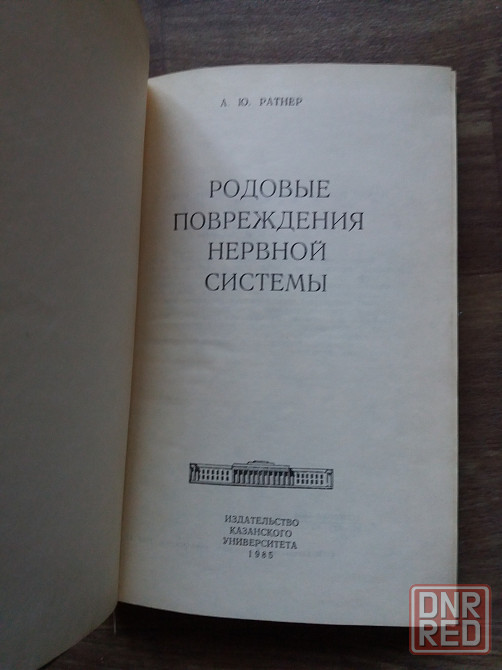 А. Ю. РАТНЕР
РОДОВЫЕ
ПОВРЕЖДЕНИЯ
НЕРВНОЙ
СИСТЕМЫ
ИЗДАТЕЛЬСТВО
КАЗАНСКОГО
УНИВЕРСИТЕТА
1985
DNR
RED